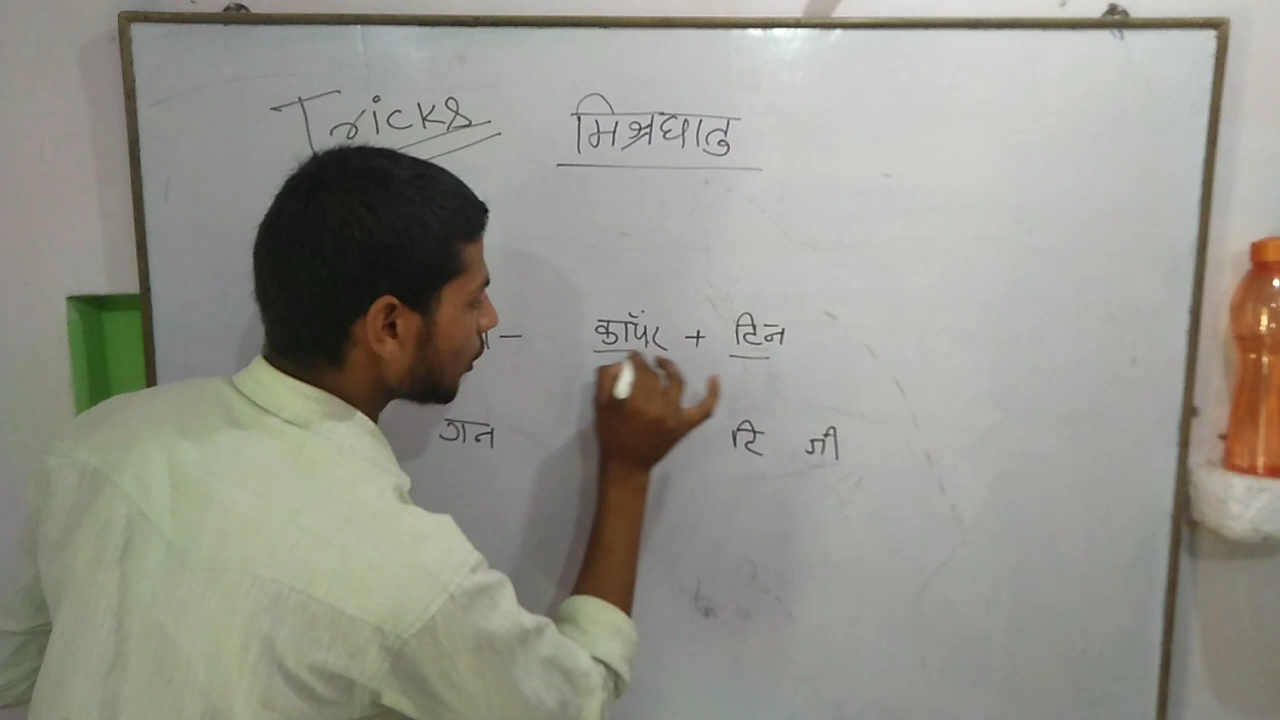 Tricks मिश्रधातु
– कॉपर + टिन
गन टि जी